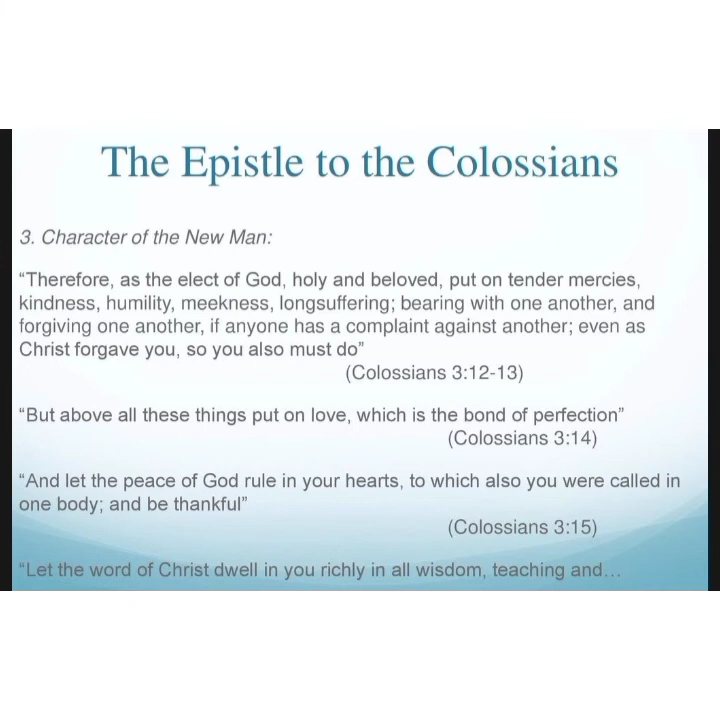 The Epistle to the Colossians
3. Character of the New Man:
“Therefore, as the elect of God, holy and beloved, put on tender mercies,
kindness, humility, meekness, longsuffering; bearing with one another, and
forgiving one another, if anyone has a complaint against another; even as
Christ forgave you, so you also must do”
(Colossians 3:12-13)
“But above all these things put on love, which is the bond of perfection”
(Colossians 3:14)
“And let the peace of God rule in your hearts, to which also you were called in
one body; and be thankful”
(Colossians 3:15)
“Let the word of Christ dwell in you richly in all wisdom, teaching and…